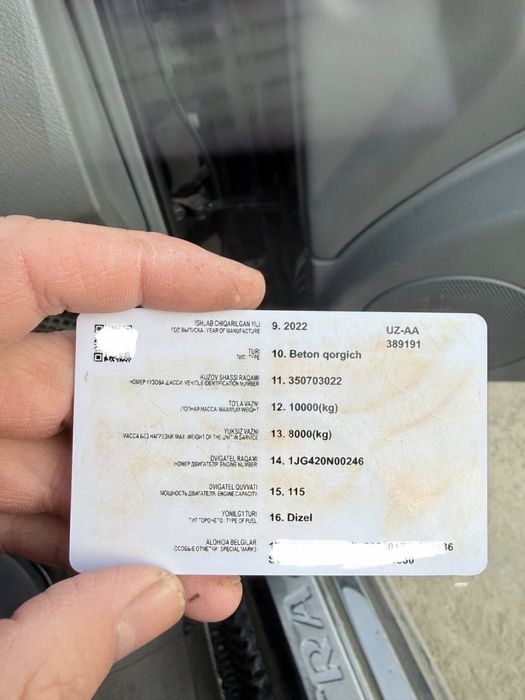 ISHLAB CHIQARILGAN YILI
ГОД ВЫПУСКА. YEAR OF MANUFACTURE
9. 2022
UZ-AA
389191
TURI
ТИП. TYPE
10. Beton qorgich
KUZOV SHASSI RAQAMI
НОМЕР КУЗОВА ШАССИ. VEHICLE IDENTIFICATION NUMBER
11. 350703022
TO'LA VAZNI
ПОЛНАЯ МАССА. MAXIMUM WEIGHT
12. 10000(kg)
YUKSIZ VAZNI
МАССА БЕЗ НАГРУЗКИ. MAX. WEIGHT OF THE UNIT IN SARVICE
13. 8000(kg)
DVIGATEL RAQAMI
НОМЕР ДВИГАТЕЛЯ. ENGINE NUMBER
14. 1JG420N00246
DVIGATEL QUVVATI
МОЩНОСТЬ ДВИГАТЕЛЯ. ENGINE CAPACITY
15. 115
YONILG'I TURI
ТИП ГОРЮЧЕГО. TYPE OF FUEL
16. Dizel
ALOHIDA BELGILAR
ОСОБЫЕ ОТМЕТКИ. SPECIAL MARKS